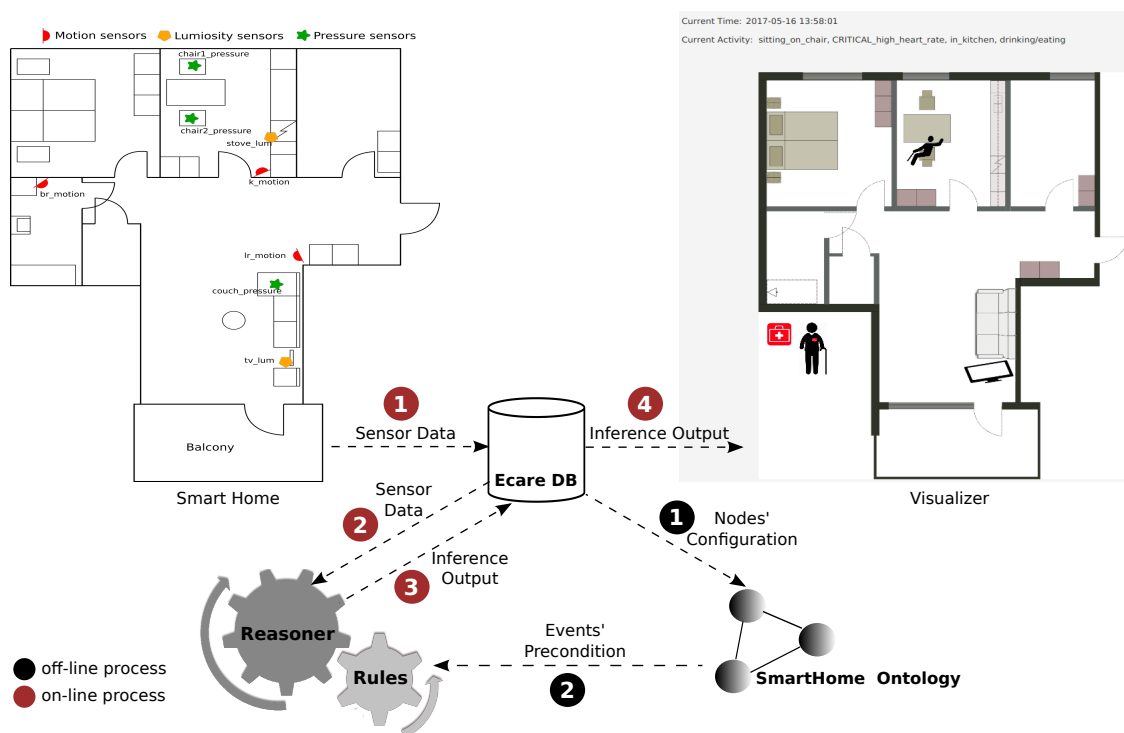 Motion sensors
Lumiosity sensors
Pressure sensors
chair1_pressure
chair2_pressure
stove_lum
k_motion
br_motion
lr_motion
couch_pressure
tv_lum
Balcony
Smart Home
Current Time: 2017-05-16 13:58:01
Current Activity: sitting_on_chair, CRITICAL_high_heart_rate, in_kitchen, drinking/eating
Visualizer
1
Sensor Data
Ecare DB
4
Inference Output
Sensor
Data
2
3
Inference
Output
1
Nodes'
Configuration
Reasoner
Rules
Events'
Precondition
2
SmartHome Ontology
off-line process
on-line process